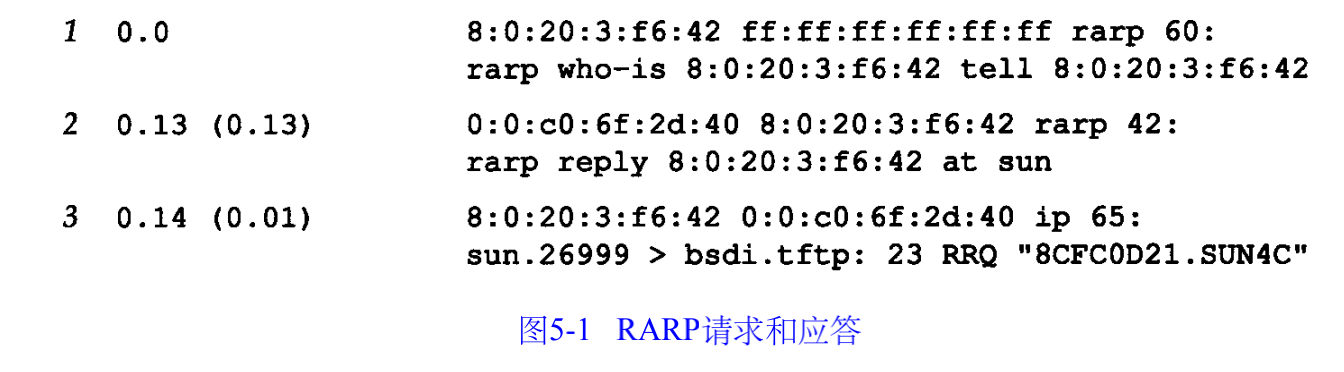 1 0.0 8:0:20:3:f6:42 ff:ff:ff:ff:ff:ff rarp 60:
rarp who-is 8:0:20:3:f6:42 tell 8:0:20:3:f6:42
2 0.13 (0.13) 0:0:c0:6f:2d:40 8:0:20:3:f6:42 rarp 42:
rarp reply 8:0:20:3:f6:42 at sun
3 0.14 (0.01) 8:0:20:3:f6:42 0:0:c0:6f:2d:40 ip 65:
sun.26999 > bsdi.tftp: 23 RRQ "8CFC0D21.SUN4C"
图5-1 RARP请求和应答